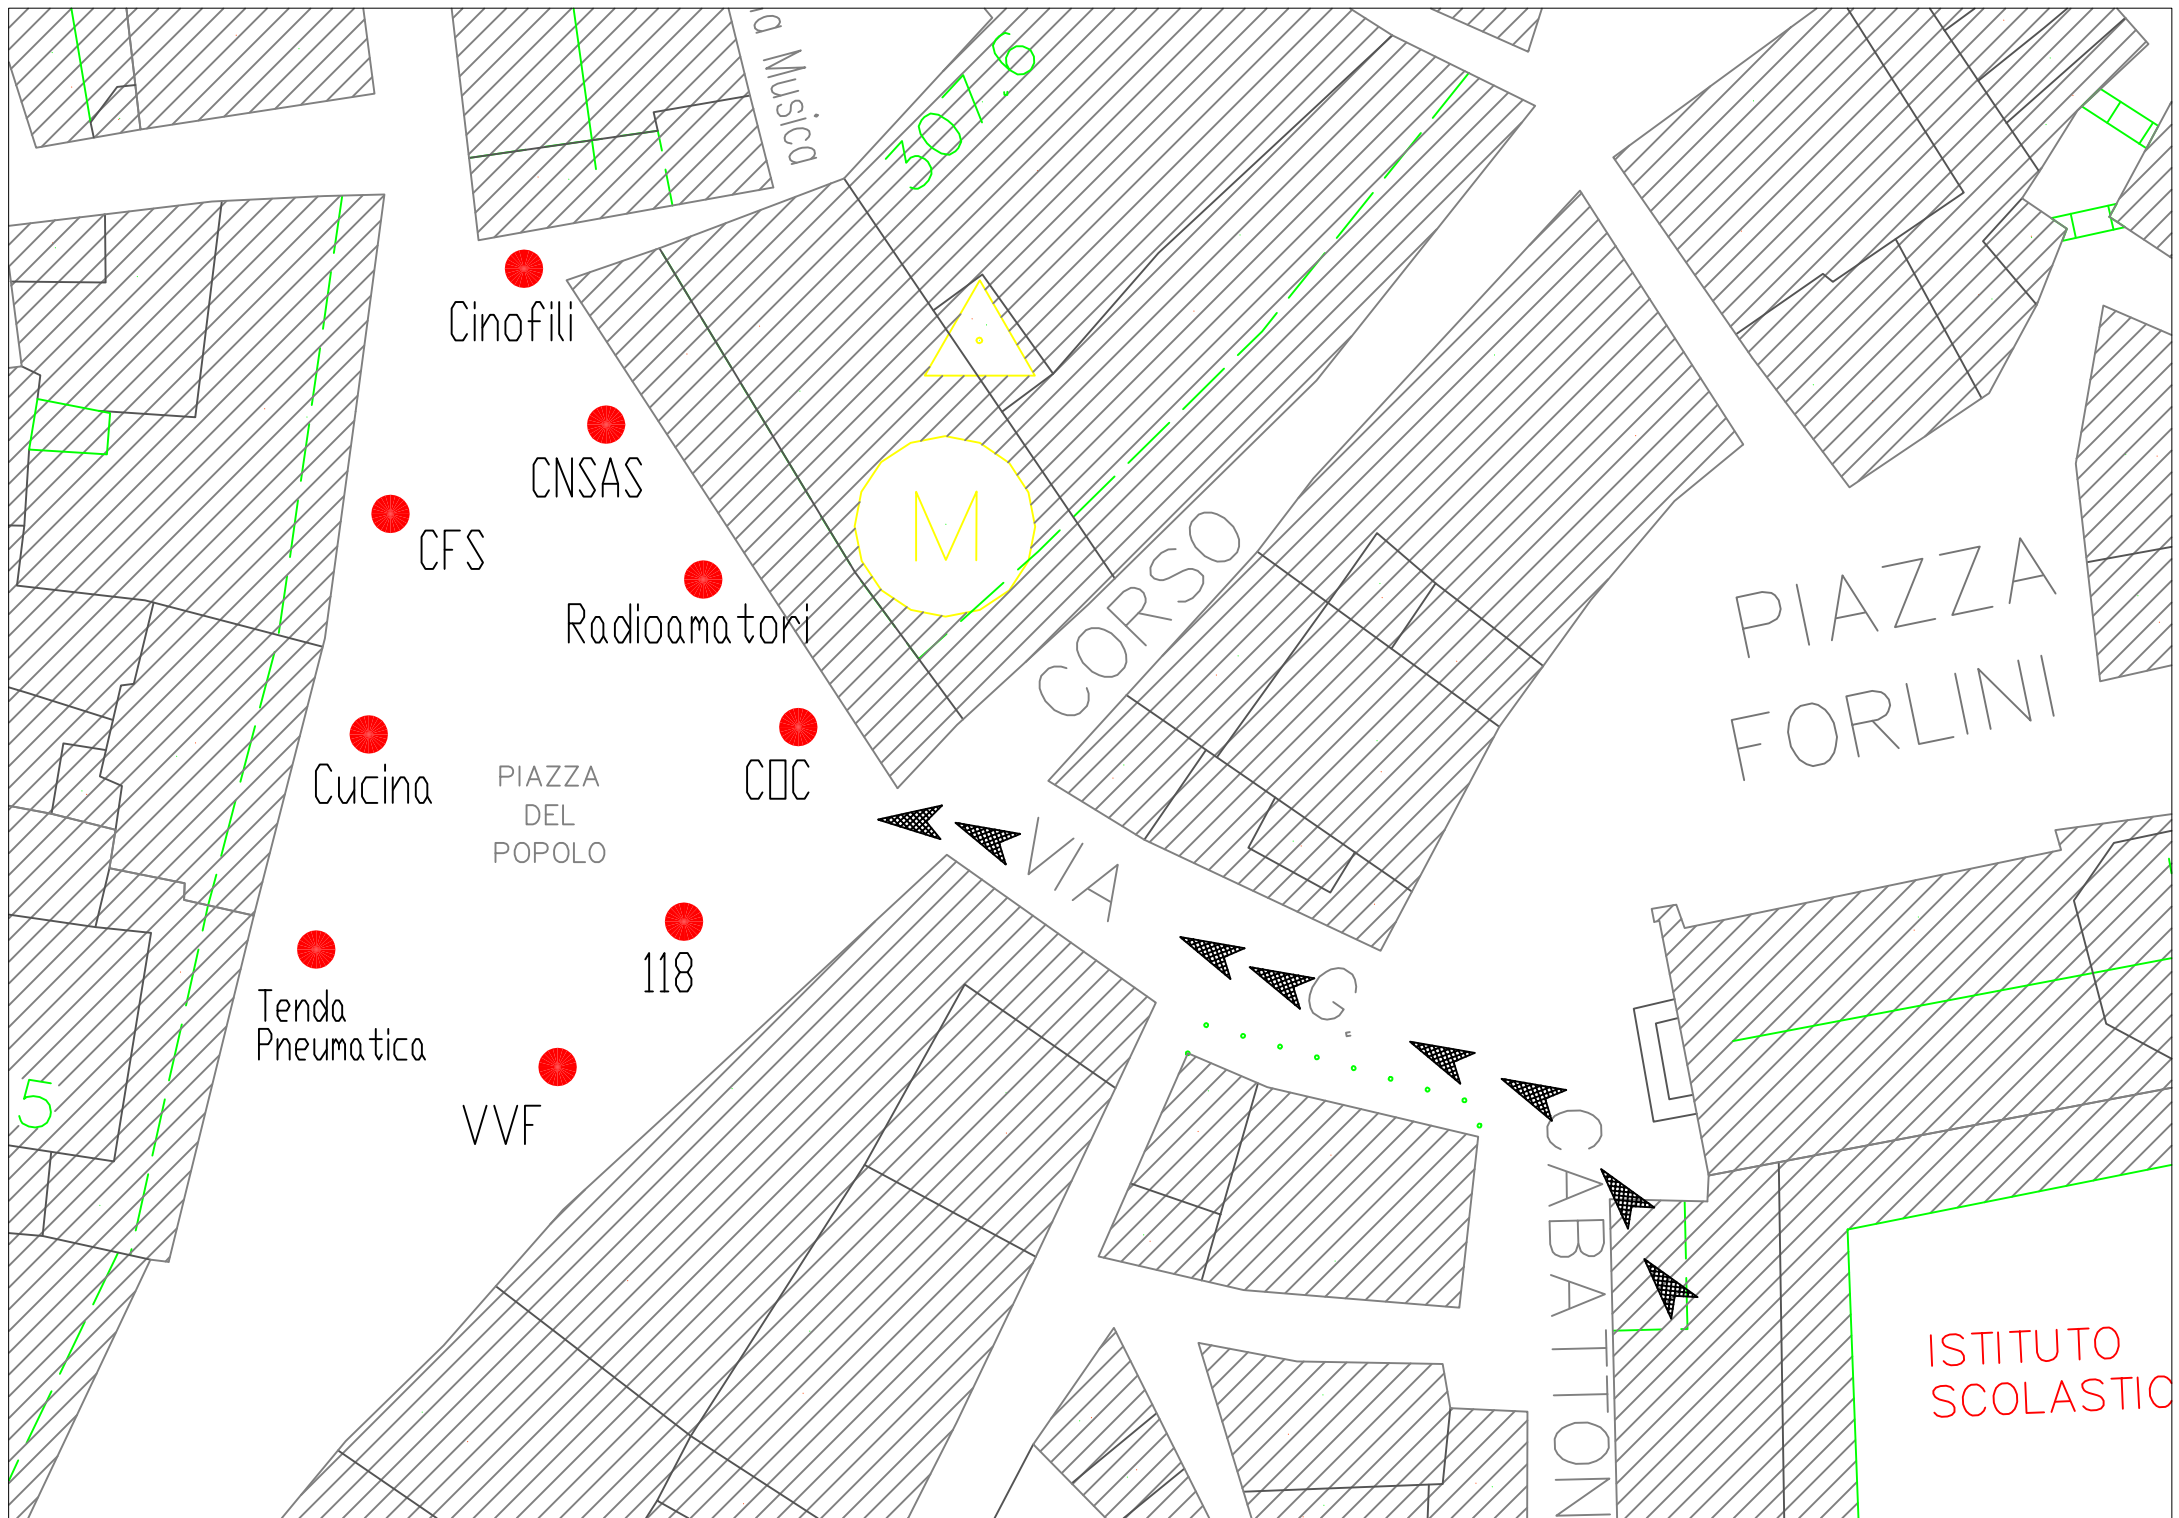 a Musica
307.6
Cinofili
CNSAS
CFS
M
Radioamatori
CORSO
PIAZZA
FORLINI
Cucina
PIAZZA
DEL
POPOLO
COC
VIA G. CABATTON
118
Tenda
Pneumatica
VVF
5
ISTITUTO
SCOLASTIC